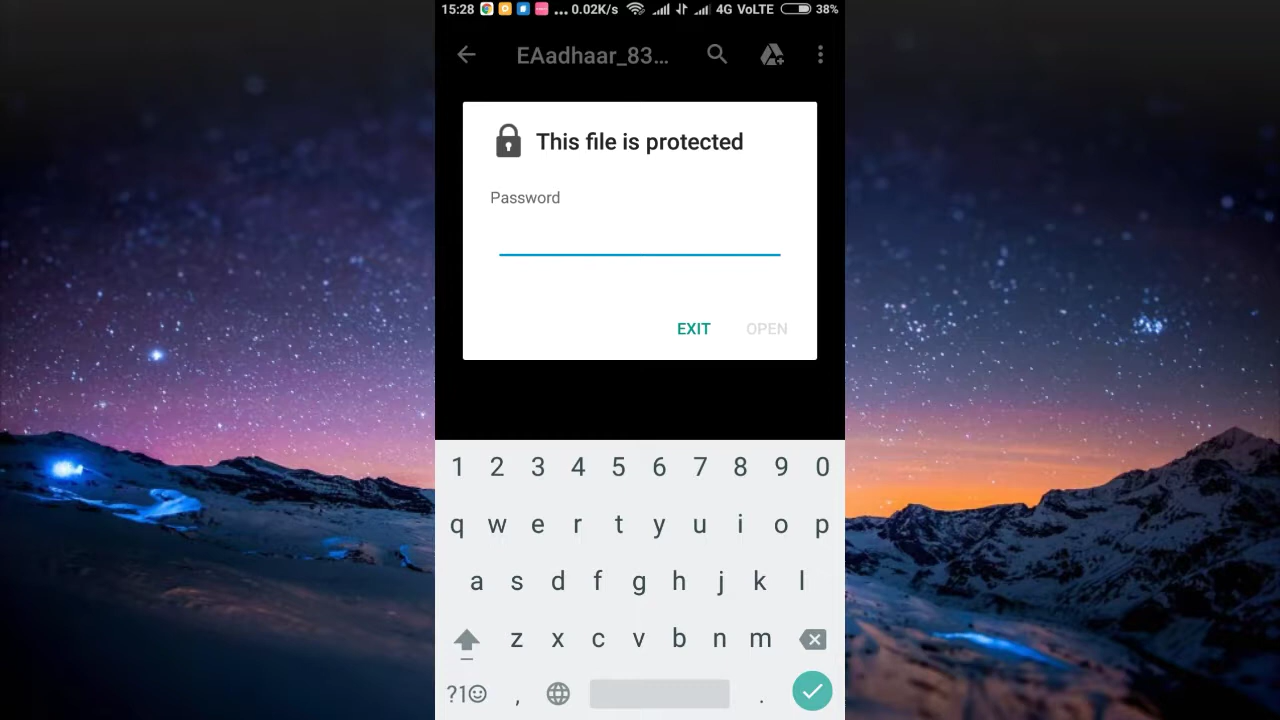 15:28 ... 0.02K/s 4G VoLTE 38%
EAadhaar_83...
This file is protected
Password
EXIT OPEN
1 2 3 4 5 6 7 8 9 0
q w e r t y u i o p
a s d f g h j k l
z x c v b n m
?1 , .